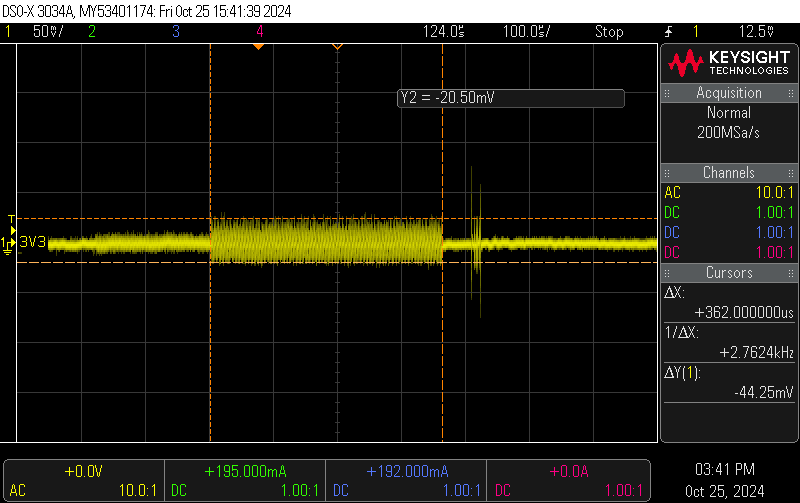 DSO-X 3034A, MY53401174: Fri Oct 25 15:41:39 2024
1 50mV/ 2 3 4 124.0us 100.0us/ Stop 1 12.5mV
KEYSIGHT
TECHNOLOGIES
Y2 = -20.50mV
Acquisition
Normal
200MSa/s
Channels
AC 10.0:1
DC 1.00:1
DC 1.00:1
DC 1.00:1
T
1 3V3
Cursors
ΔX:
+362.000000us
1/ΔX:
+2.7624kHz
ΔY(1):
-44.25mV
+0.0V +195.000mA +192.000mA +0.0A
AC 10.0:1 DC 1.00:1 DC 1.00:1 DC 1.00:1
03:41 PM
Oct 25, 2024